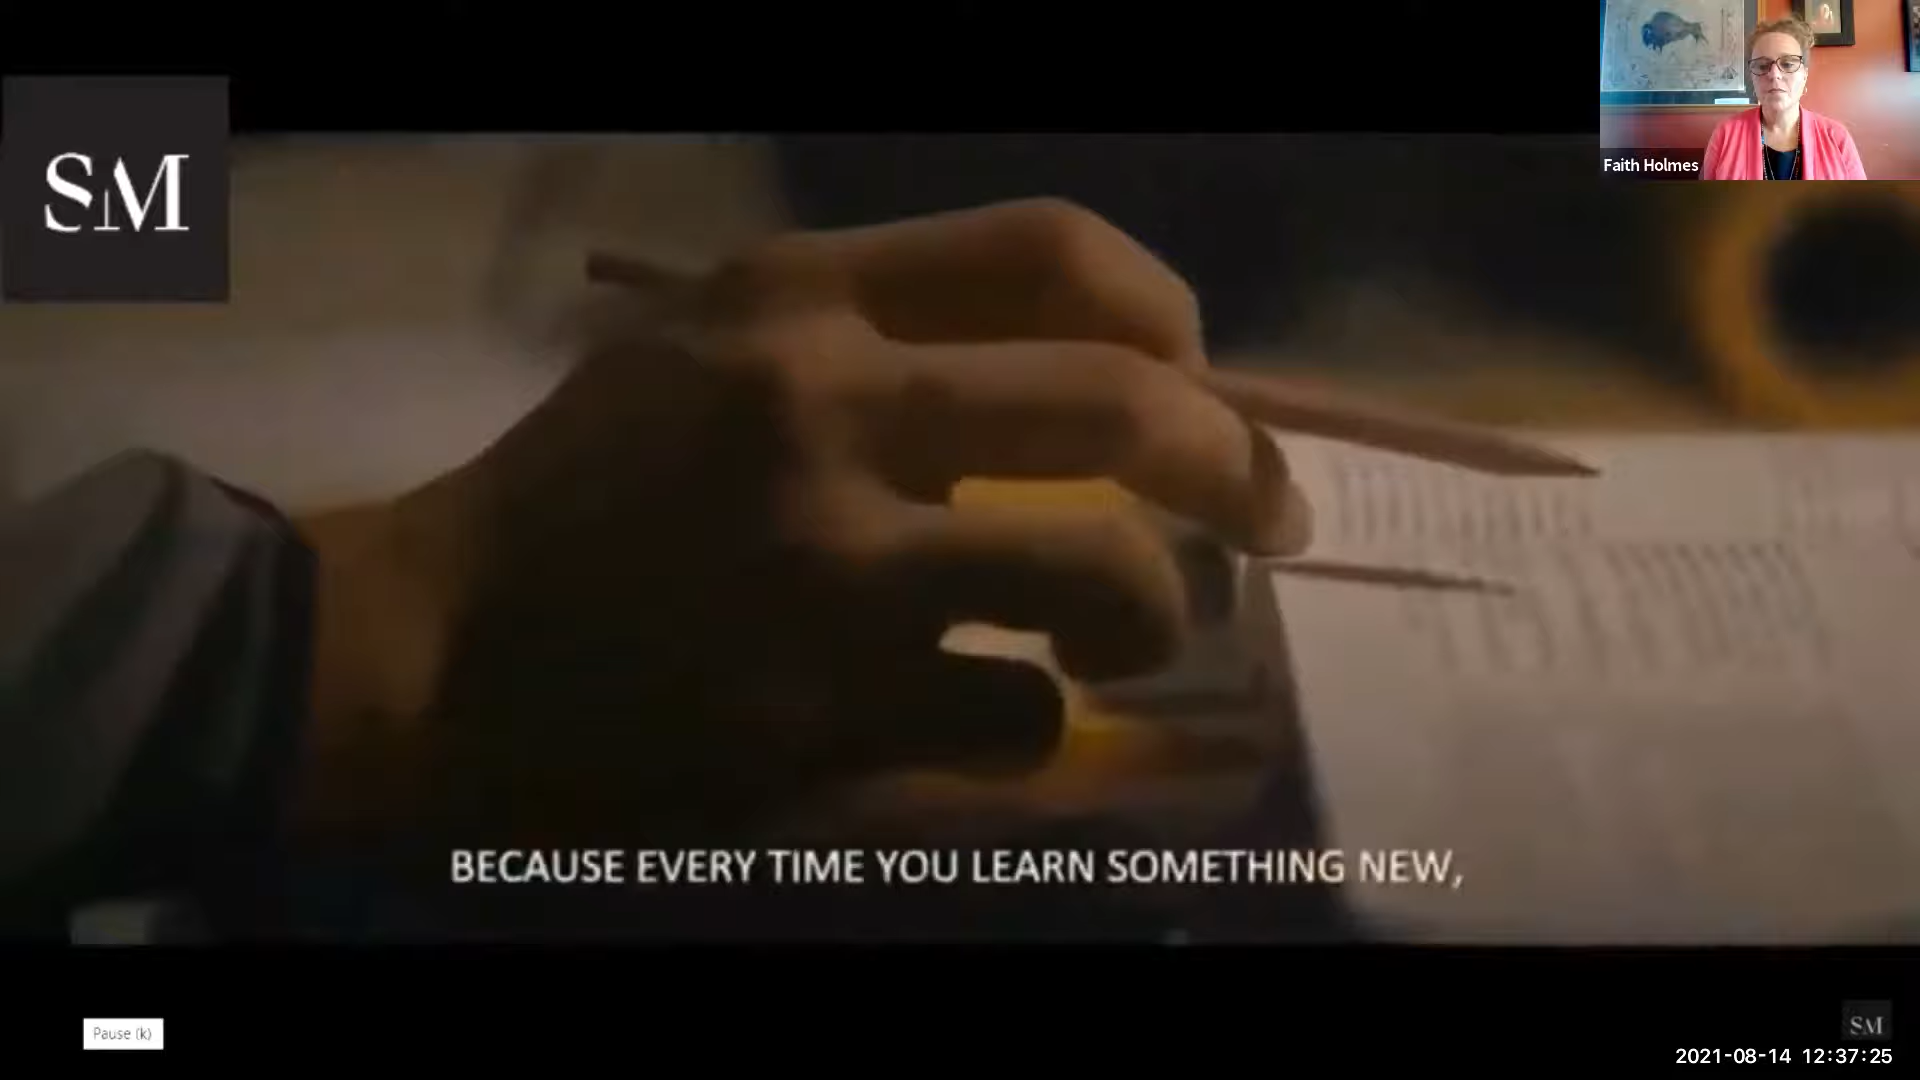 SM
Faith Holmes
BECAUSE EVERY TIME YOU LEARN SOMETHING NEW,
Pause (k)
SM
2021-08-14 12:37:25